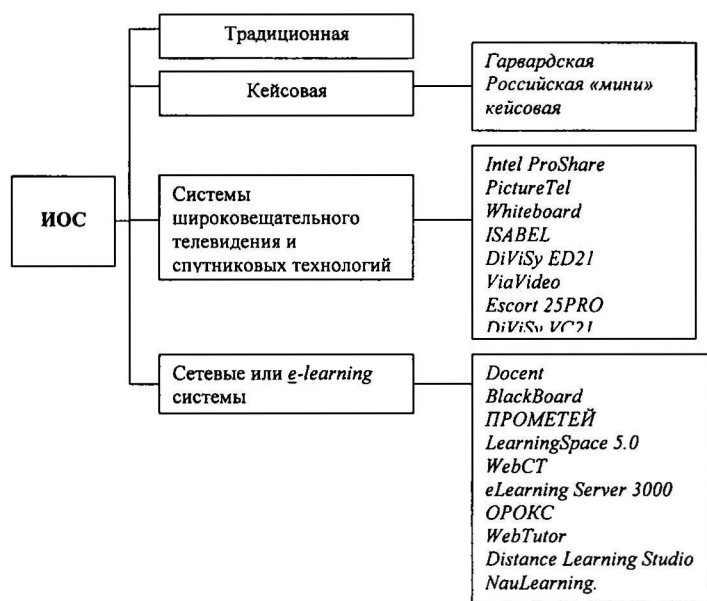 Традиционная
Кейсовая
Гарвардская
Российская «мини»
кейсовая
ИОС
Системы
широковещательного
телевидения и
спутниковых технологий
Intel ProShare
PictureTel
Whiteboard
ISABEL
DiViSy ED21
ViaVideo
Escort 25PRO
DiViSy VC21
Сетевые или e-learning
системы
Docent
BlackBoard
ПРОМЕТЕЙ
LearningSpace 5.0
WebCT
eLearning Server 3000
ОРОКС
WebTutor
Distance Learning Studio
NauLearning.